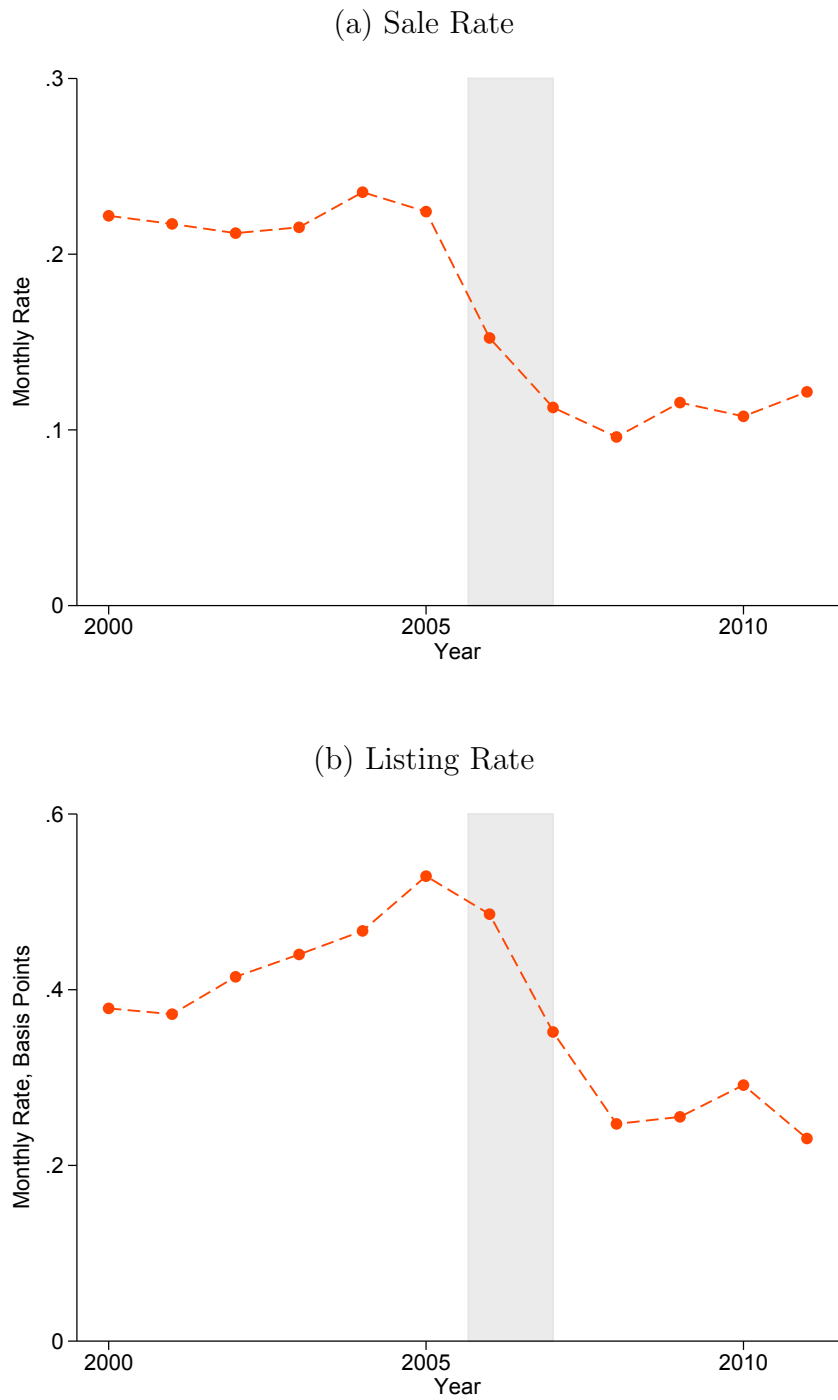 (a) Sale Rate
.3
.2
.1
0
Monthly Rate
2000 2005 2010
Year
(b) Listing Rate
.6
.4
.2
0
Monthly Rate, Basis Points
2000 2005 2010
Year